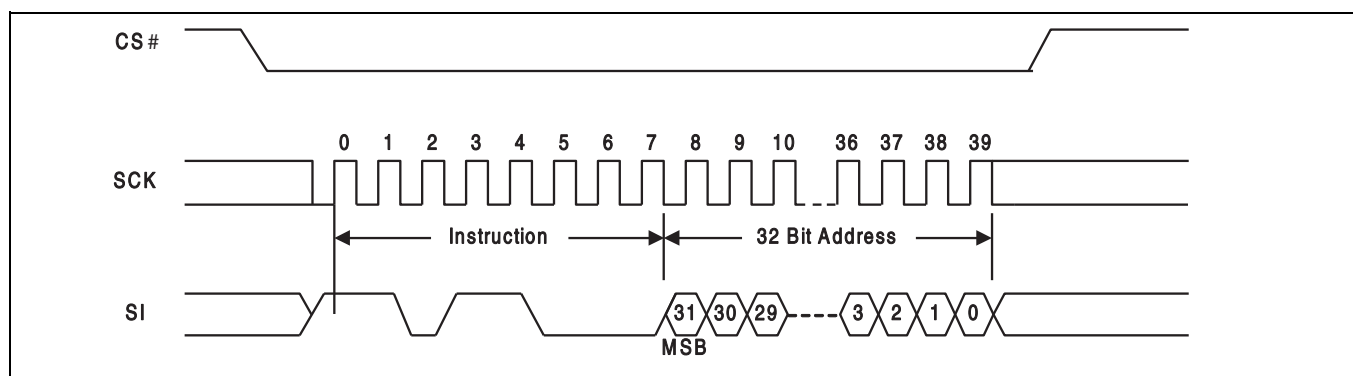 CS#
0 1 2 3 4 5 6 7 8 9 10 36 37 38 39
SCK
Instruction 32 Bit Address
SI 31 30 29 3 2 1 0
MSB